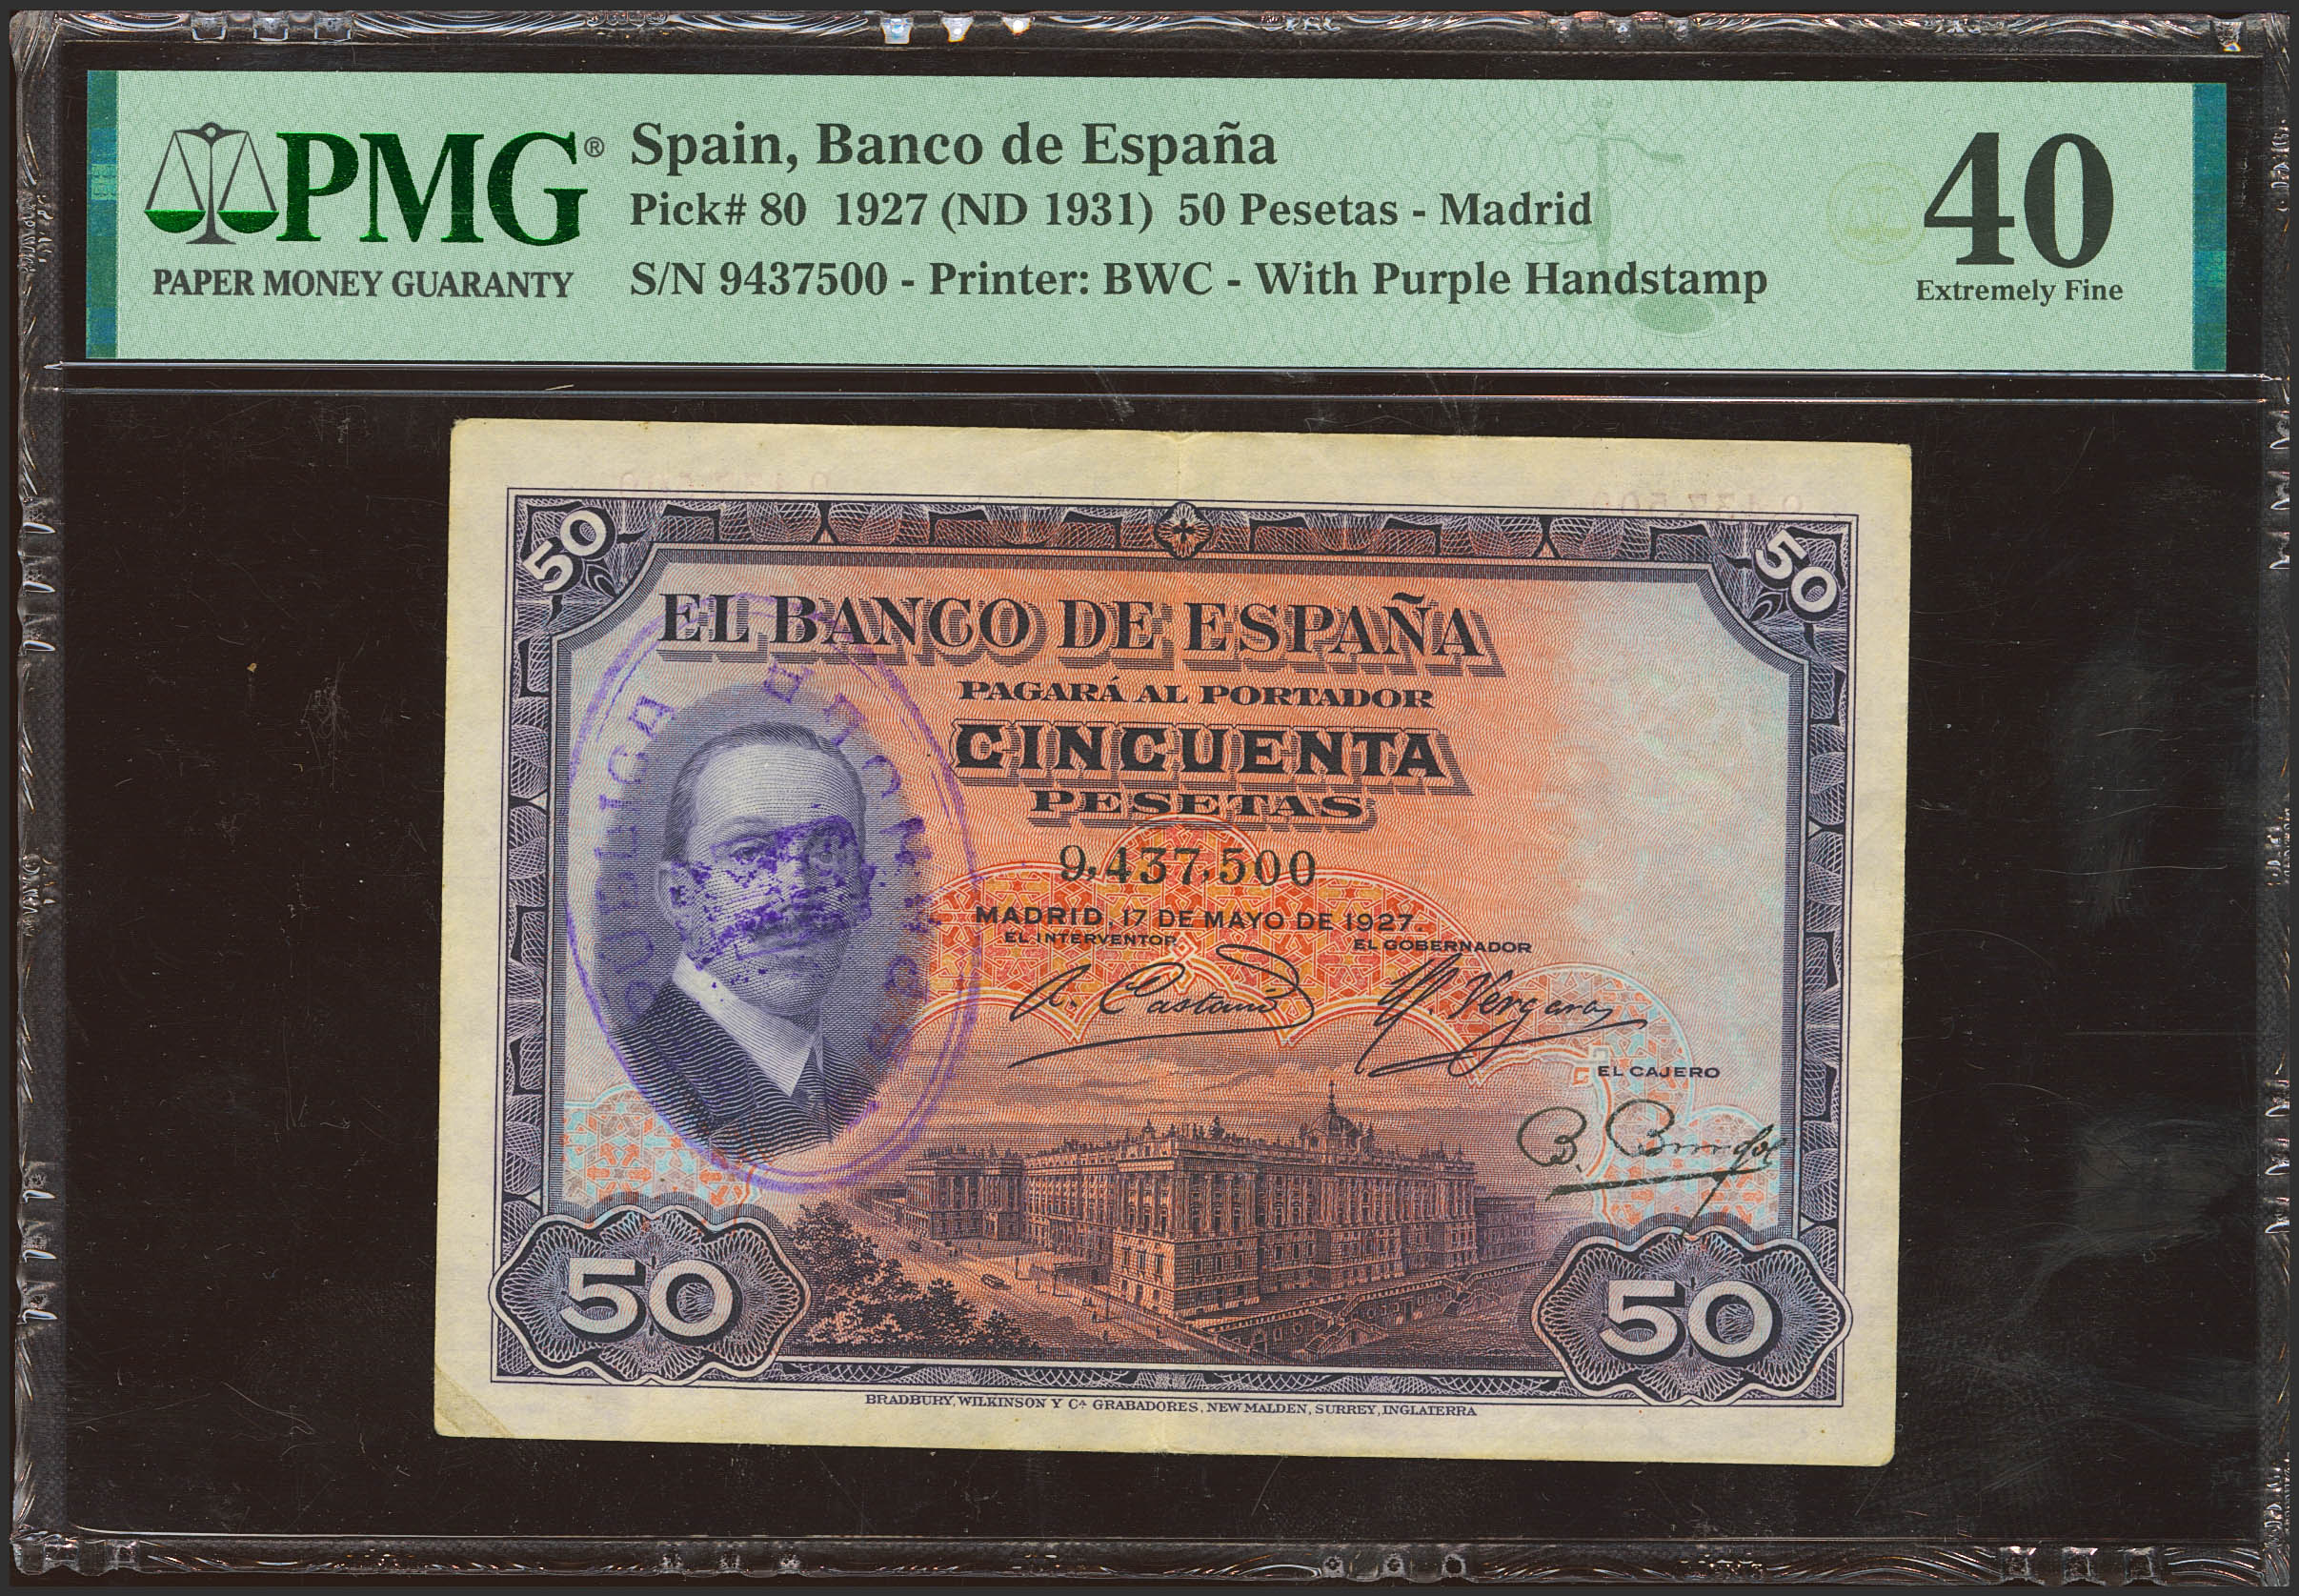 PMG®
PAPER MONEY GUARANTY
Spain, Banco de España
Pick# 80 1927 (ND 1931) 50 Pesetas - Madrid
S/N 9437500 - Printer: BWC - With Purple Handstamp
40
Extremely Fine
50
50
EL BANCO DE ESPAÑA
PAGARÁ AL PORTADOR
CINCUENTA
PESETAS
9,437,500
MADRID, 17 DE MAYO DE 1927.
EL INTERVENTOR
EL GOBERNADOR
A. Castaño
M. Vergara
EL CAJERO
50
50
BRADBURY, WILKINSON Y Cª GRABADORES, NEW MALDEN, SURREY, INGLATERRA